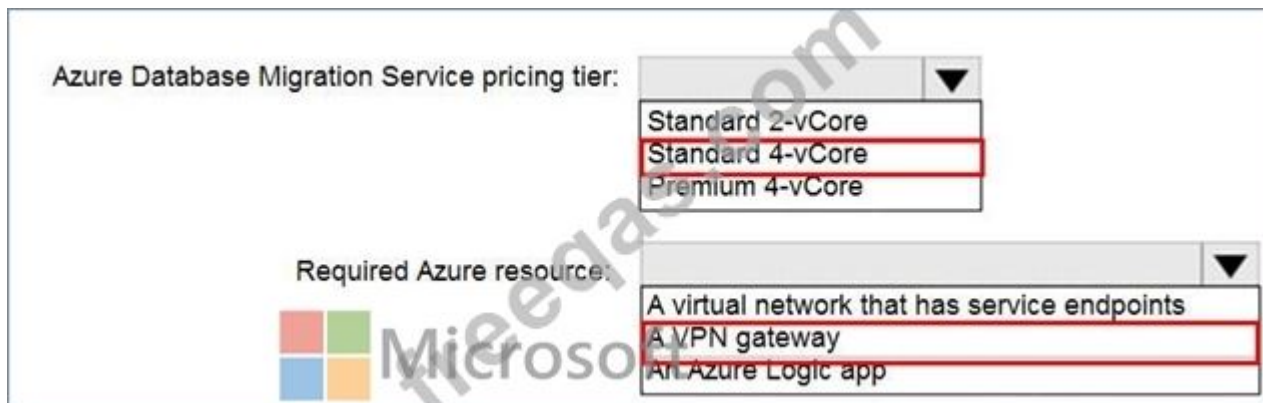 Azure Database Migration Service pricing tier:
Standard 2-vCore
Standard 4-vCore
Premium 4-vCore
Required Azure resource:
A virtual network that has service endpoints
A VPN gateway
An Azure Logic app
Microsoft